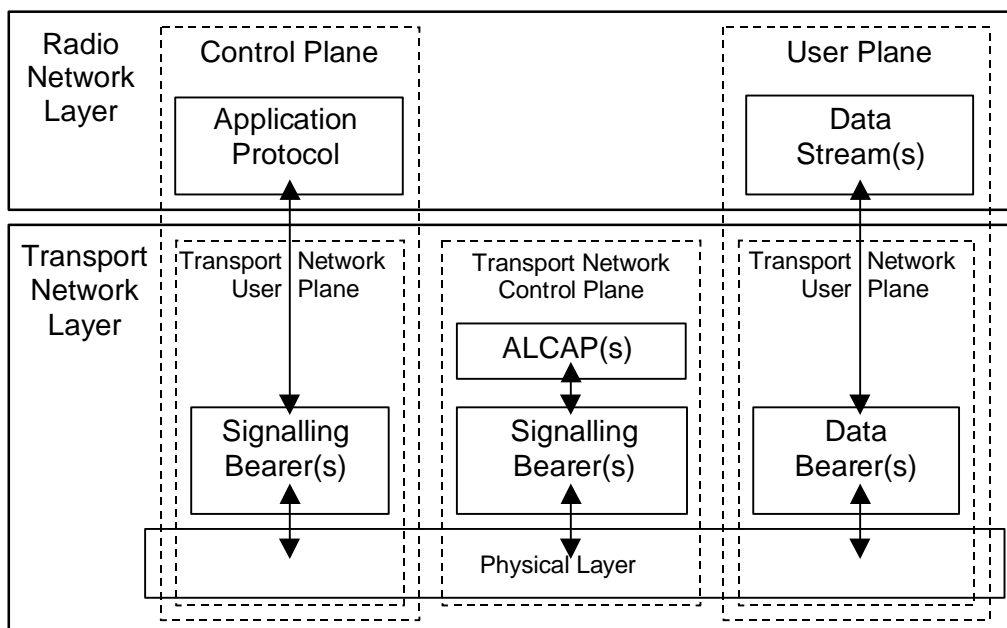 Radio
Network
Layer
Control Plane
Application
Protocol
User Plane
Data
Stream(s)
Transport
Network
Layer
Transport Network
User Plane
Transport Network
Control Plane
ALCAP(s)
Transport Network
User Plane
Signalling
Bearer(s)
Signalling
Bearer(s)
Data
Bearer(s)
Physical Layer